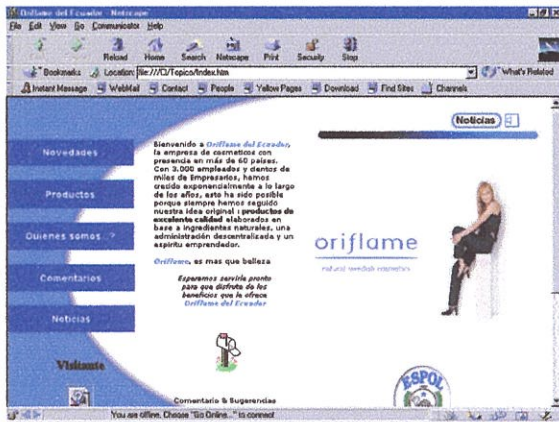 Oriflame del Ecuador - Netscape
File Edit View Go Communicator Help
Reload Home Search Netscape Print Security Stop
Bookmarks Location: file:///C|/Topico/Index.htm What's Related
Instant Message WebMail Contact People Yellow Pages Download Find Sites Channels
Noticias
Novedades
Productos
Quienes somos...?
Comentarios
Noticias
Visitante
Bienvenido a Oriflame del Ecuador,
la empresa de cosmeticos con
presencia en más de 60 países.
Con 3.000 empleados y cientos de
miles de Empresarios, hemos
crecido exponencialmente a lo largo
de los años, esto ha sido posible
porque siempre hemos seguido
nuestra idea original : productos de
excelente calidad elaborados en
base a ingredientes naturales, una
administración descentralizada y un
espíritu emprendedor.
Oriflame, es mas que belleza
Esperamos servirle pronto
para que disfrute de los
beneficios que le ofrece
Oriflame del Ecuador
Comentario & Sugerencias
oriflame
natural swedish cosmetics
ESPOL
You are offline. Choose "Go Online..." to connect